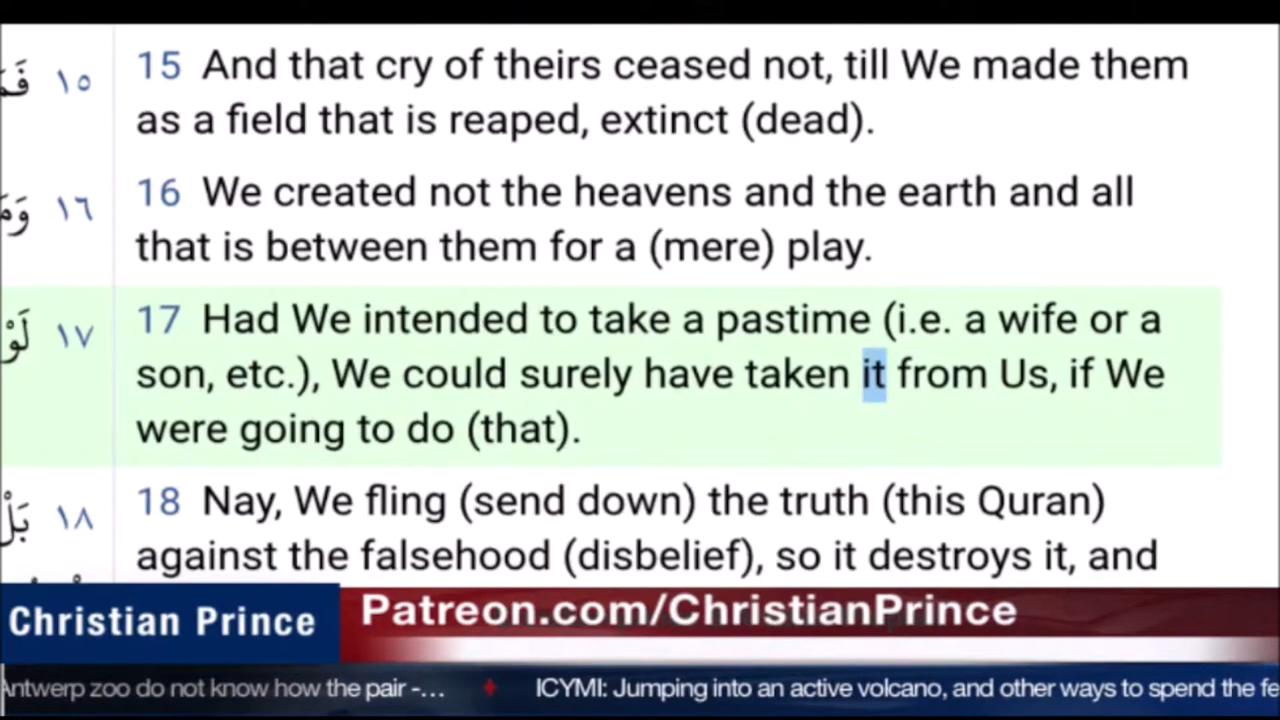 15 And that cry of theirs ceased not, till We made them
as a field that is reaped, extinct (dead).
١٥
16 We created not the heavens and the earth and all
that is between them for a (mere) play.
١٦
17 Had We intended to take a pastime (i.e. a wife or a
son, etc.), We could surely have taken it from Us, if We
were going to do (that).
١٧
18 Nay, We fling (send down) the truth (this Quran)
against the falsehood (disbelief), so it destroys it, and
١٨
Christian Prince
Patreon.com/ChristianPrince
Antwerp zoo do not know how the pair -... ICYMI: Jumping into an active volcano, and other ways to spend the fe